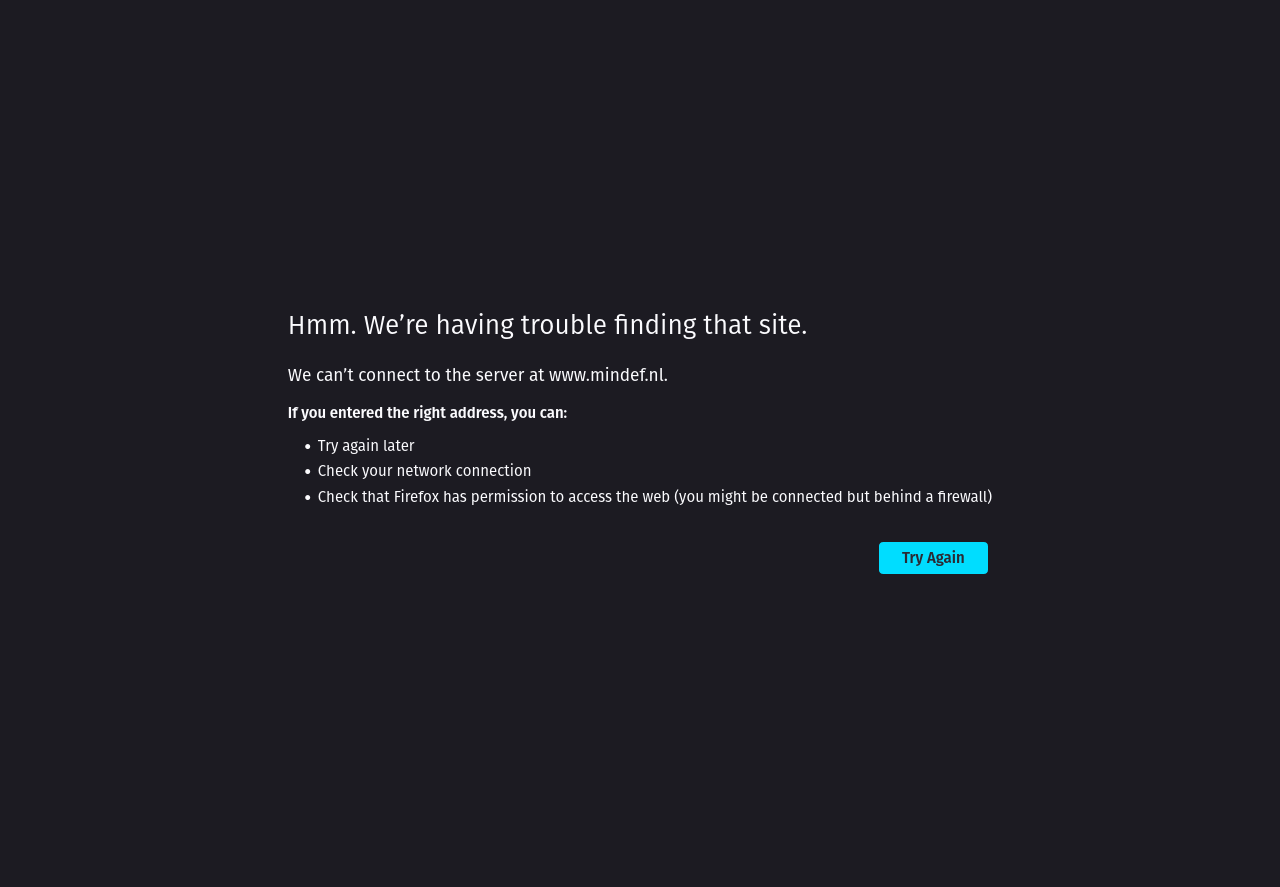 Hmm. We’re having trouble finding that site.
We can’t connect to the server at www.mindef.nl.
If you entered the right address, you can:
• Try again later
• Check your network connection
• Check that Firefox has permission to access the web (you might be connected but behind a firewall)
Try Again